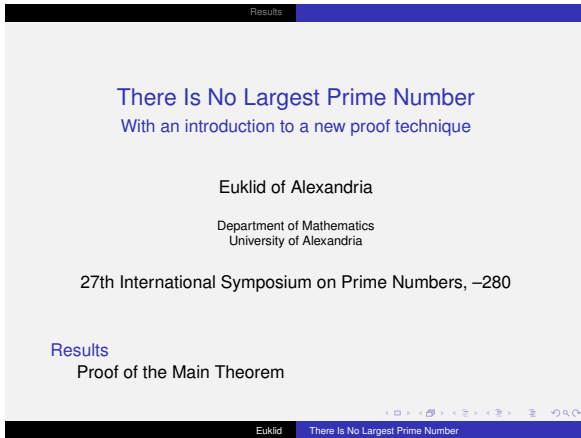 Results
There Is No Largest Prime Number
With an introduction to a new proof technique
Euklid of Alexandria
Department of Mathematics
University of Alexandria
27th International Symposium on Prime Numbers, –280
Results
Proof of the Main Theorem
Euklid There Is No Largest Prime Number